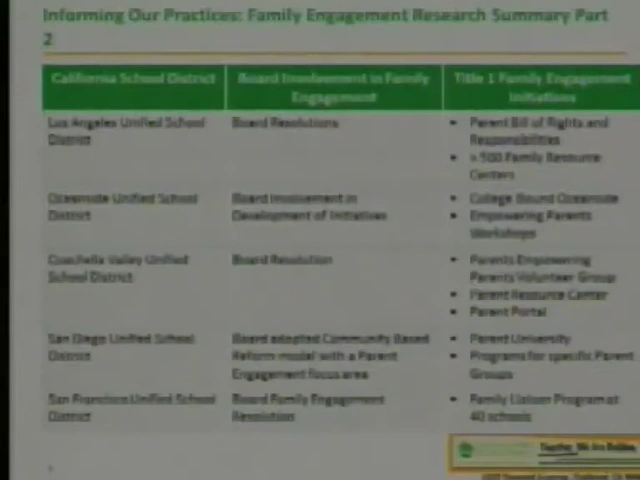 Informing Our Practices: Family Engagement Research Summary Part
2
California School District
Board Involvement in Family
Engagement
Title 1 Family Engagement
Initiatives
Los Angeles Unified School
District
Board Resolutions
• Parent Bill of Rights and
Responsibilities
• > 500 Family Resource
Centers
Oceanside Unified School
District
Board Involvement in
Development of Initiatives
• College Bound Oceanside
• Empowering Parents
Workshops
Coachella Valley Unified
School District
Board Resolution
• Parents Empowering
Parents Volunteer Group
• Parent Resource Center
• Parent Portal
San Diego Unified School
District
Board adopted Community Based
Reform model with a Parent
Engagement focus area
• Parent University
• Programs for specific Parent
Groups
San Francisco Unified School
District
Board Family Engagement
Resolution
• Family Liaison Program at
40 schools
Together, We Are